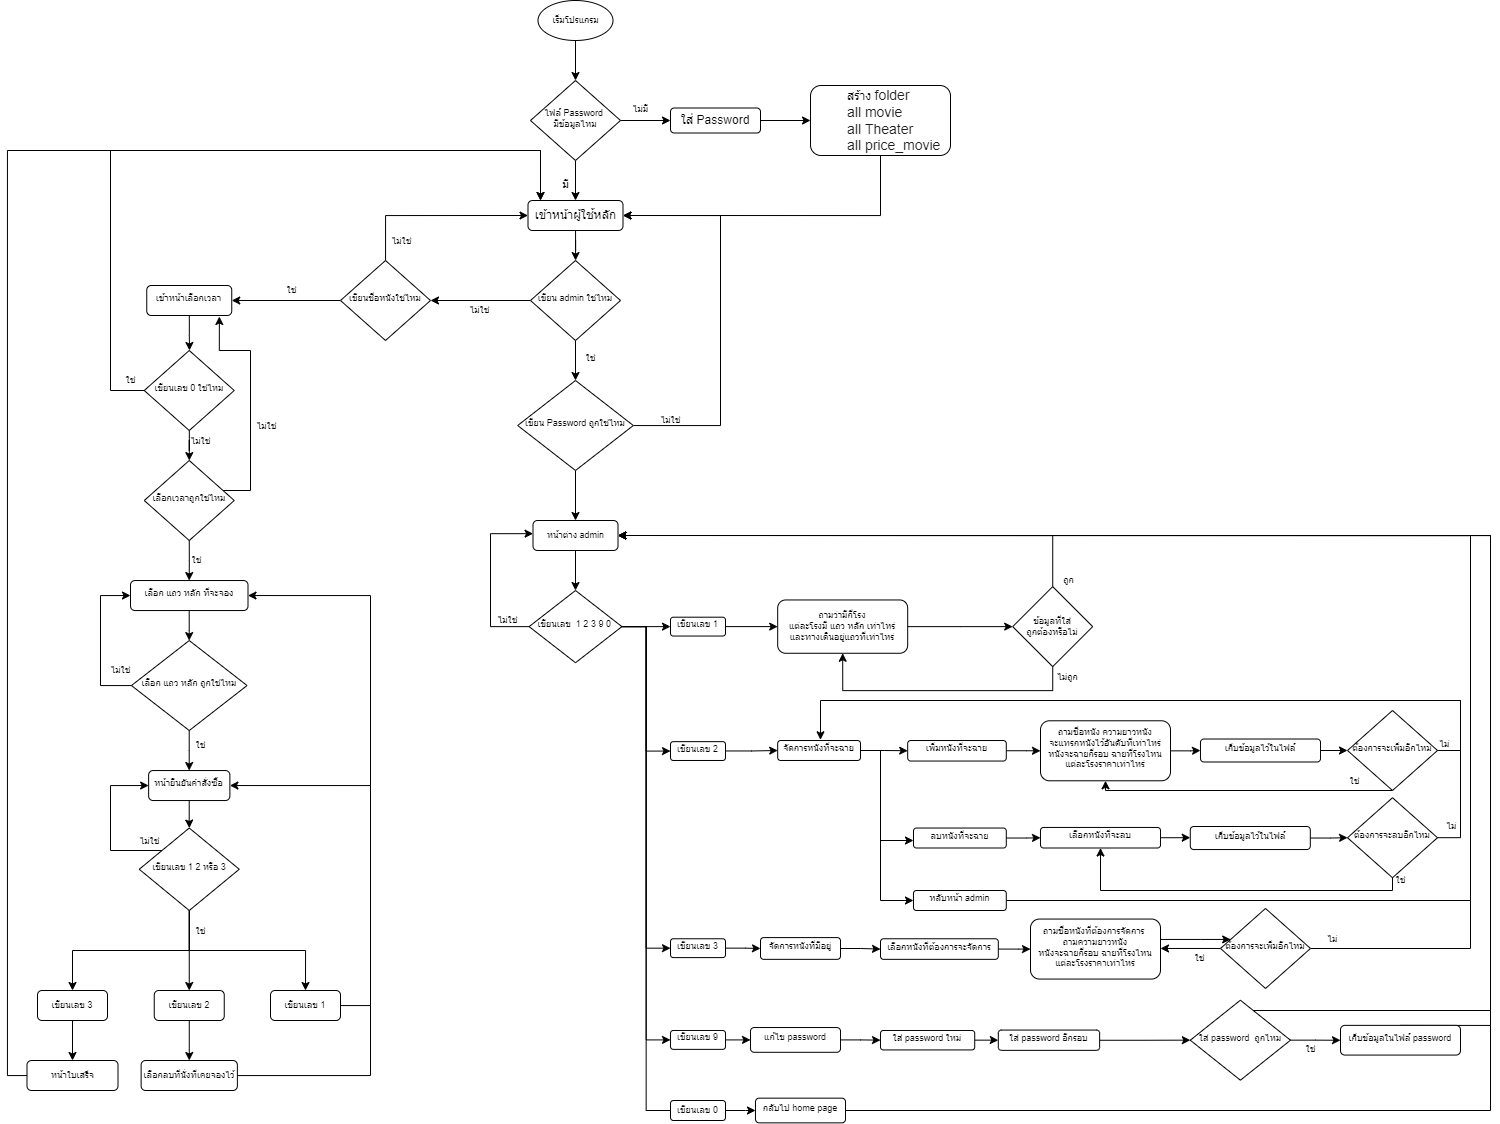 เริ่มโปรแกรม
ไฟล์ Password
มีข้อมูลไหม
ไม่มี
ใส่ Password
สร้าง folder
all movie
all Theater
all price_movie
มี
เข้าหน้าผู้ใช้หลัก
ไม่ใช่
เข้าหน้าเลือกเวลา
ใช่
เขียนชื่อหนังใช่ไหม
ไม่ใช่
เขียน admin ใช่ไหม
ใช่
ใช่
เขียนเลข 0 ใช่ไหม
ไม่ใช่
ไม่ใช่
เขียน Password ถูกใช่ไหม
ไม่ใช่
เลือกเวลาถูกใช่ไหม
ใช่
หน้าต่าง admin
เลือก แถว หลัก ที่จะจอง
ไม่ใช่
เลือก แถว หลัก ถูกใช่ไหม
ใช่
หน้ายืนยันคำสั่งซื้อ
ไม่ใช่
เขียนเลข 1 2 หรือ 3
ใช่
เขียนเลข 3
เขียนเลข 2
เขียนเลข 1
หน้าใบเสร็จ
เลือกลบที่นั่งที่เคยจองไว้
ไม่ใช่
เขียนเลข 1 2 3 9 0
เขียนเลข 1
ถามว่ามีกี่โรง
แต่ละโรงมี แถว หลัก เท่าไหร่
และทางเดินอยู่แถวที่เท่าไหร่
ถูก
ข้อมูลที่ใส่
ถูกต้องหรือไม่
ไม่ถูก
เขียนเลข 2
จัดการหนังที่จะฉาย
เพิ่มหนังที่จะฉาย
ถามชื่อหนัง ความยาวหนัง
จะแทรกหนังไว้อันดับที่เท่าไหร่
หนังจะฉายกี่รอบ ฉายที่โรงไหน
แต่ละโรงราคาเท่าไหร่
เก็บข้อมูลไว้ในไฟล์
ต้องการจะเพิ่มอีกไหม
ไม่
ใช่
ลบหนังที่จะฉาย
เลือกหนังที่จะลบ
เก็บข้อมูลไว้ในไฟล์
ต้องการจะลบอีกไหม
ไม่
ใช่
หลับหน้า admin
เขียนเลข 3
จัดการหนังที่มีอยู่
เลือกหนังที่ต้องการจะจัดการ
ถามชื่อหนังที่ต้องการจัดการ
ถามความยาวหนัง
หนังจะฉายกี่รอบ ฉายที่โรงไหน
แต่ละโรงราคาเท่าไหร่
ใช่
ต้องการจะเพิ่มอีกไหม
ไม่
เขียนเลข 9
แก้ไข password
ใส่ password ใหม่
ใส่ password อีกรอบ
ใส่ password ถูกไหม
ใช่
เก็บข้อมูลในไฟล์ password
เขียนเลข 0
กลับไป home page